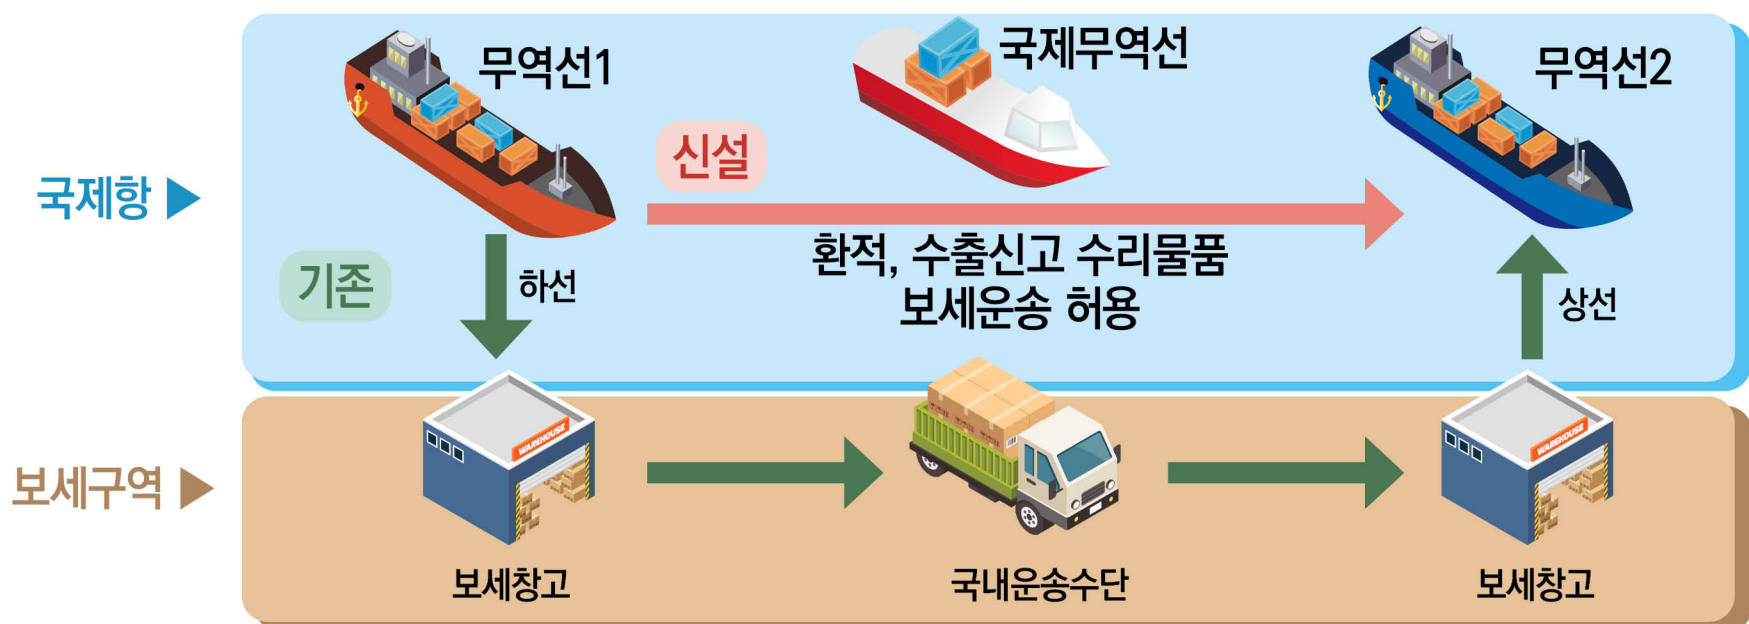 무역선1
국제무역선
무역선2
신설
국제항 ▶
환적, 수출신고 수리물품
보세운송 허용
기존
하선
상선
WAREHOUSE
WAREHOUSE
보세구역 ▶
보세창고
국내운송수단
보세창고